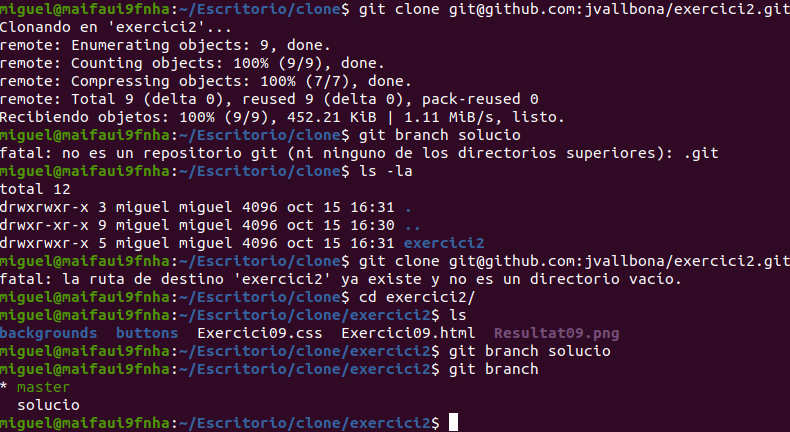 miguel@maifaui9fnha:~/Escritorio/clone$ git clone git@github.com:jvallbona/exercici2.git
Clonando en 'exercici2'...
remote: Enumerating objects: 9, done.
remote: Counting objects: 100% (9/9), done.
remote: Compressing objects: 100% (7/7), done.
remote: Total 9 (delta 0), reused 9 (delta 0), pack-reused 0
Recibiendo objetos: 100% (9/9), 452.21 KiB | 1.11 MiB/s, listo.
miguel@maifaui9fnha:~/Escritorio/clone$ git branch solucio
fatal: no es un repositorio git (ni ninguno de los directorios superiores): .git
miguel@maifaui9fnha:~/Escritorio/clone$ ls -la
total 12
drwxrwxr-x 3 miguel miguel 4096 oct 15 16:31 .
drwxr-xr-x 9 miguel miguel 4096 oct 15 16:30 ..
drwxrwxr-x 5 miguel miguel 4096 oct 15 16:31 exercici2
miguel@maifaui9fnha:~/Escritorio/clone$ git clone git@github.com:jvallbona/exercici2.git
fatal: la ruta de destino 'exercici2' ya existe y no es un directorio vacío.
miguel@maifaui9fnha:~/Escritorio/clone$ cd exercici2/
miguel@maifaui9fnha:~/Escritorio/clone/exercici2$ ls
backgrounds  buttons  Exercici09.css  Exercici09.html  Resultat09.png
miguel@maifaui9fnha:~/Escritorio/clone/exercici2$ git branch solucio
miguel@maifaui9fnha:~/Escritorio/clone/exercici2$ git branch
* master
  solucio
miguel@maifaui9fnha:~/Escritorio/clone/exercici2$